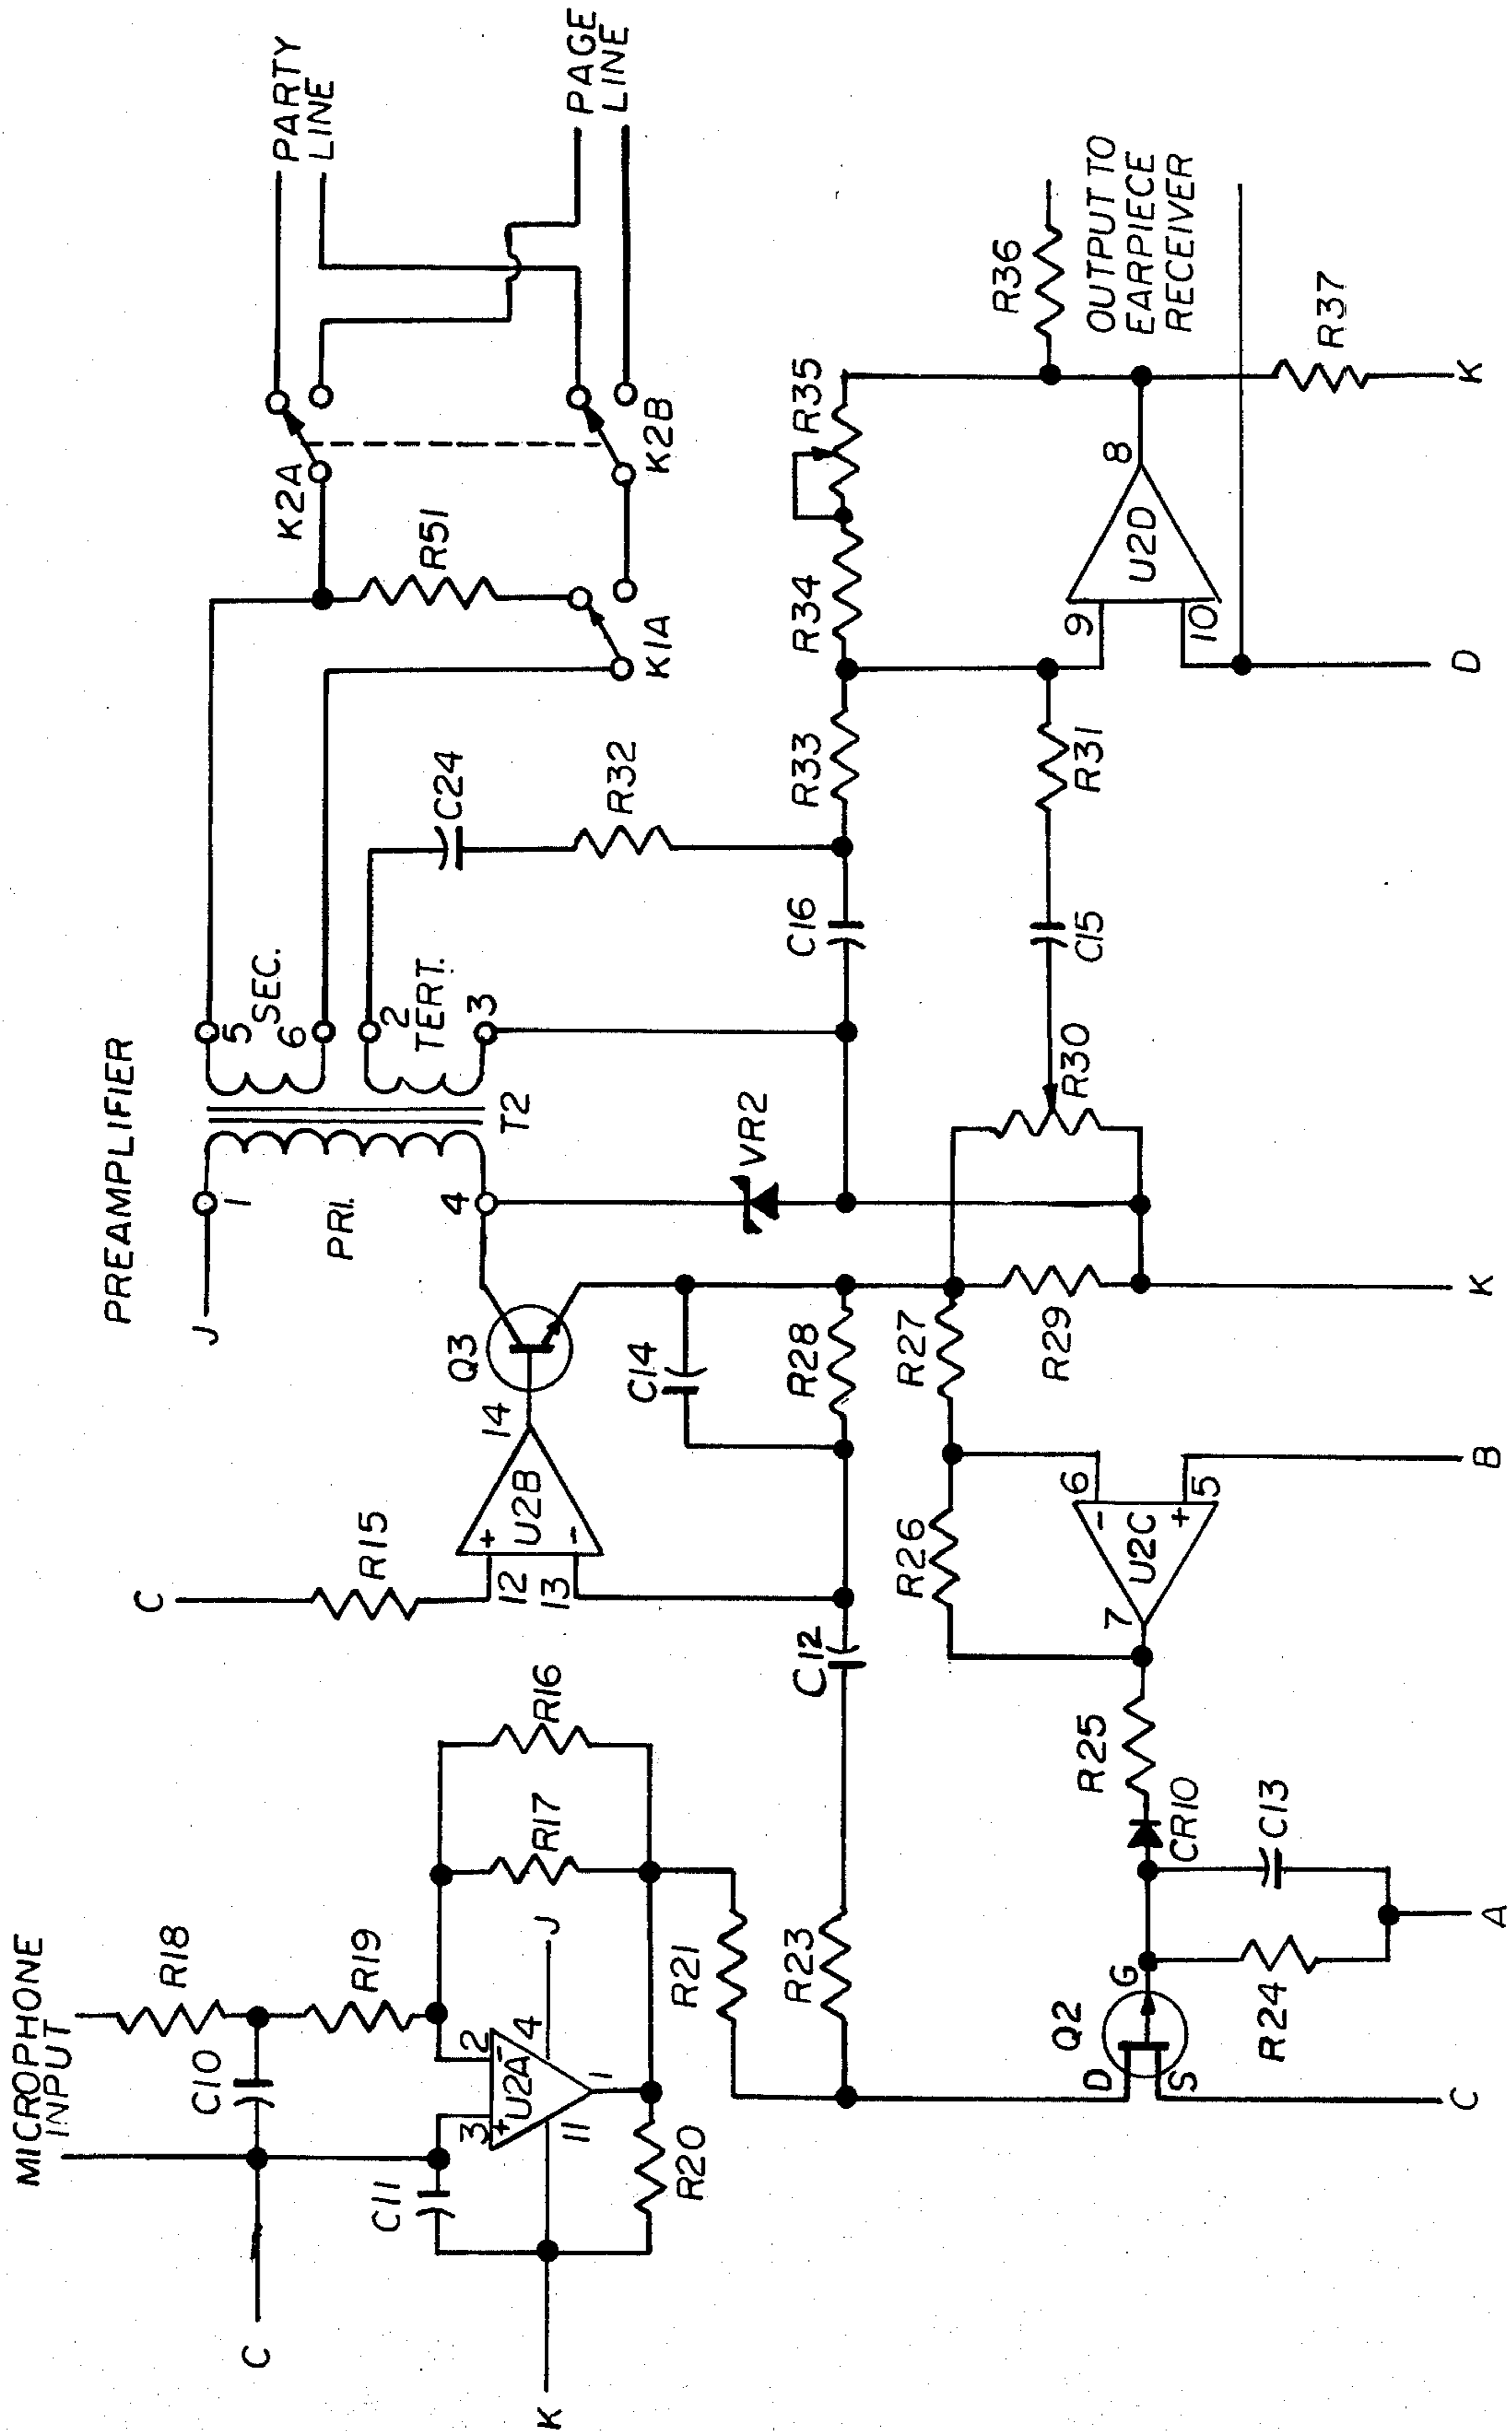 PREAMPLIFIER
MICROPHONE
INPUT
R18
C10
R19
C11
C
K
2
-
3
+
U2A
4
J
1
11
R17
R16
R20
R21
R23
C12
C
R15
12
+
13
-
U2B
14
Q3
C14
R28
J
1
PRI.
4
T2
5
SEC.
6
2
TERT.
3
VR2
C24
R32
C16
R33
R34
R35
R51
K1A
K2A
K2B
PARTY
LINE
PAGE
LINE
R36
OUTPUT TO
EARPIECE
RECEIVER
R37
K
8
U2D
9
10
D
R31
C15
R30
R29
K
R27
R26
6
-
5
+
U2C
7
B
R25
CR10
C13
R24
A
Q2
G
D
S
C